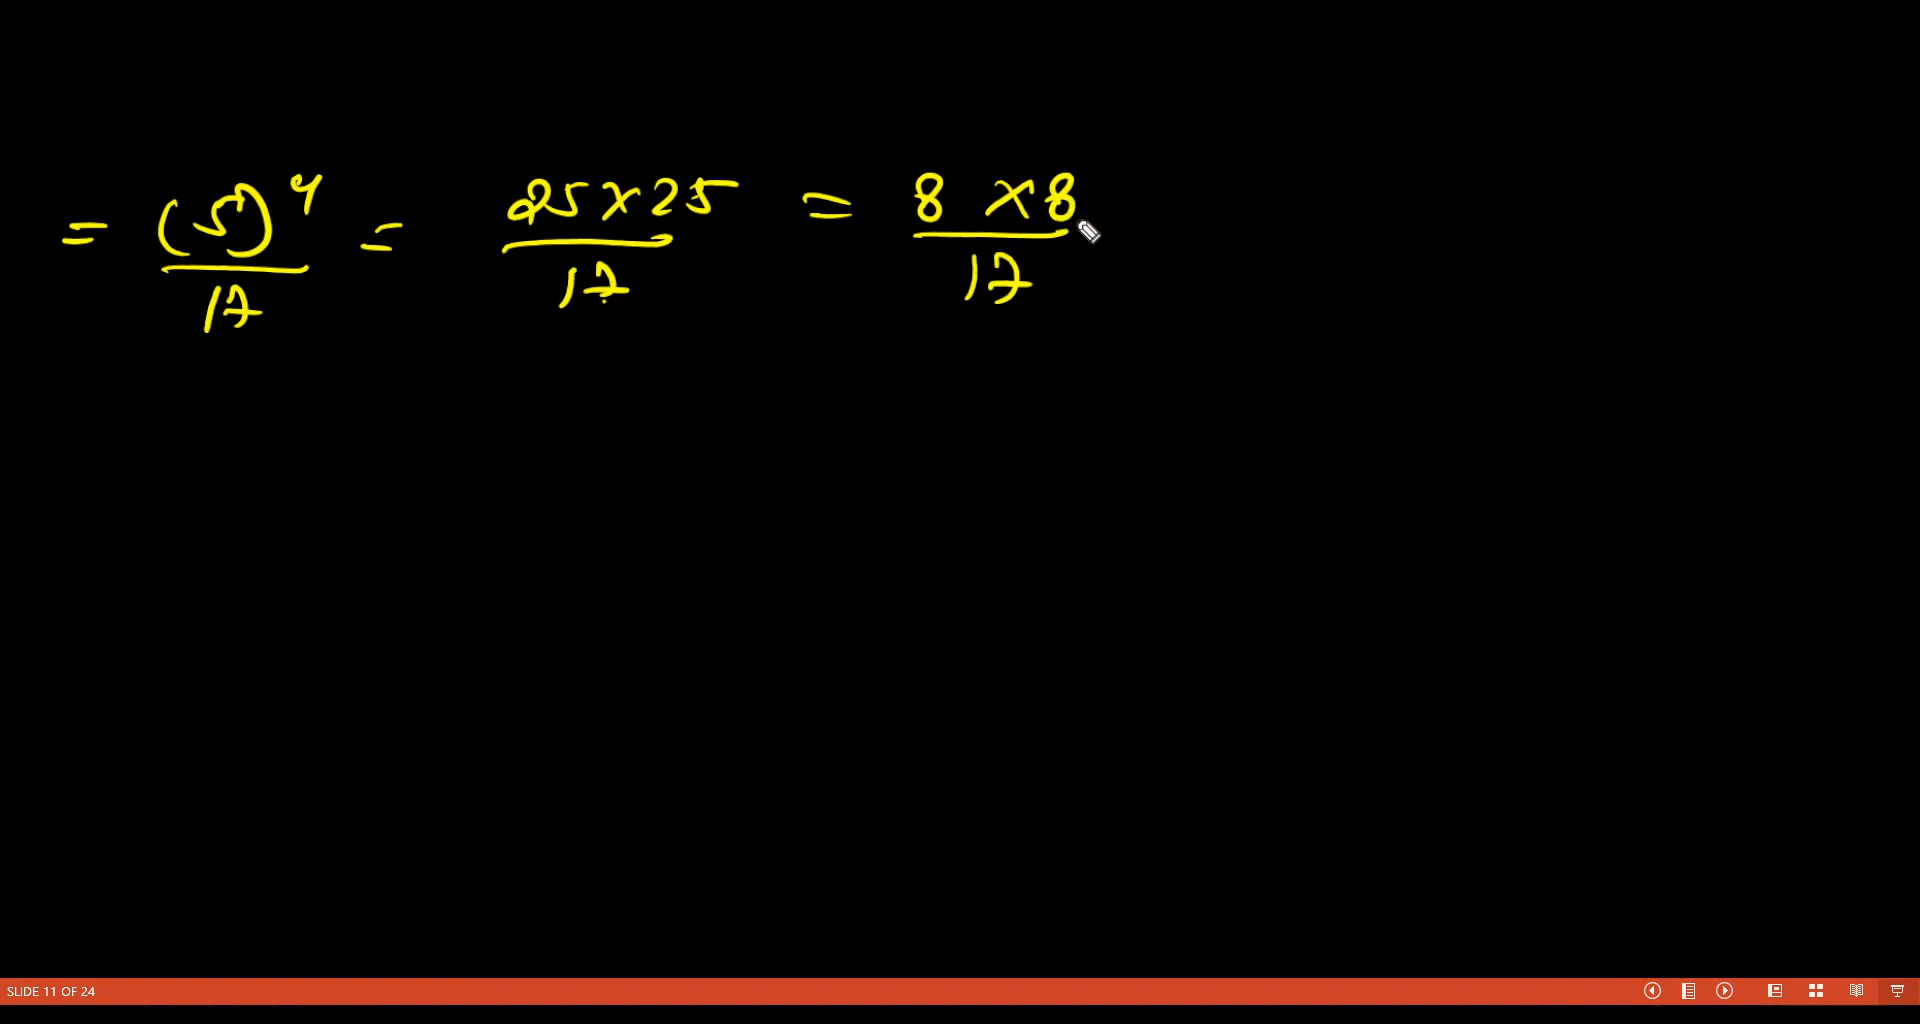 = (5)⁴/17 = 25×25/17 = 8 ×8/17
SLIDE 11 OF 24